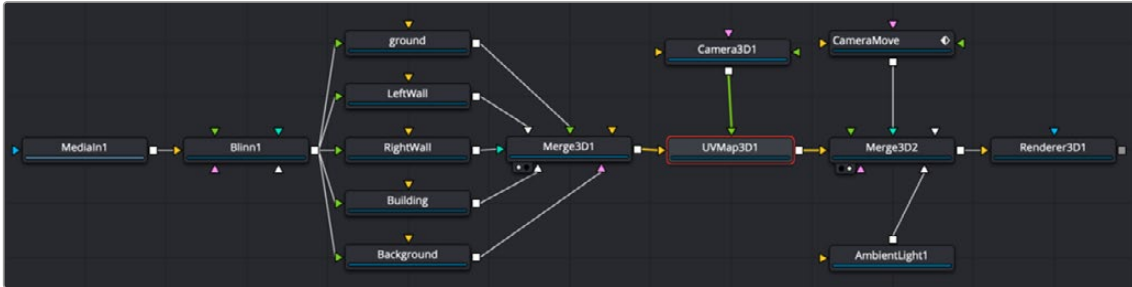 ground
Camera3D1
CameraMove
LeftWall
MediaIn1
Blinn1
RightWall
Merge3D1
UVMap3D1
Merge3D2
Renderer3D1
Building
Background
AmbientLight1